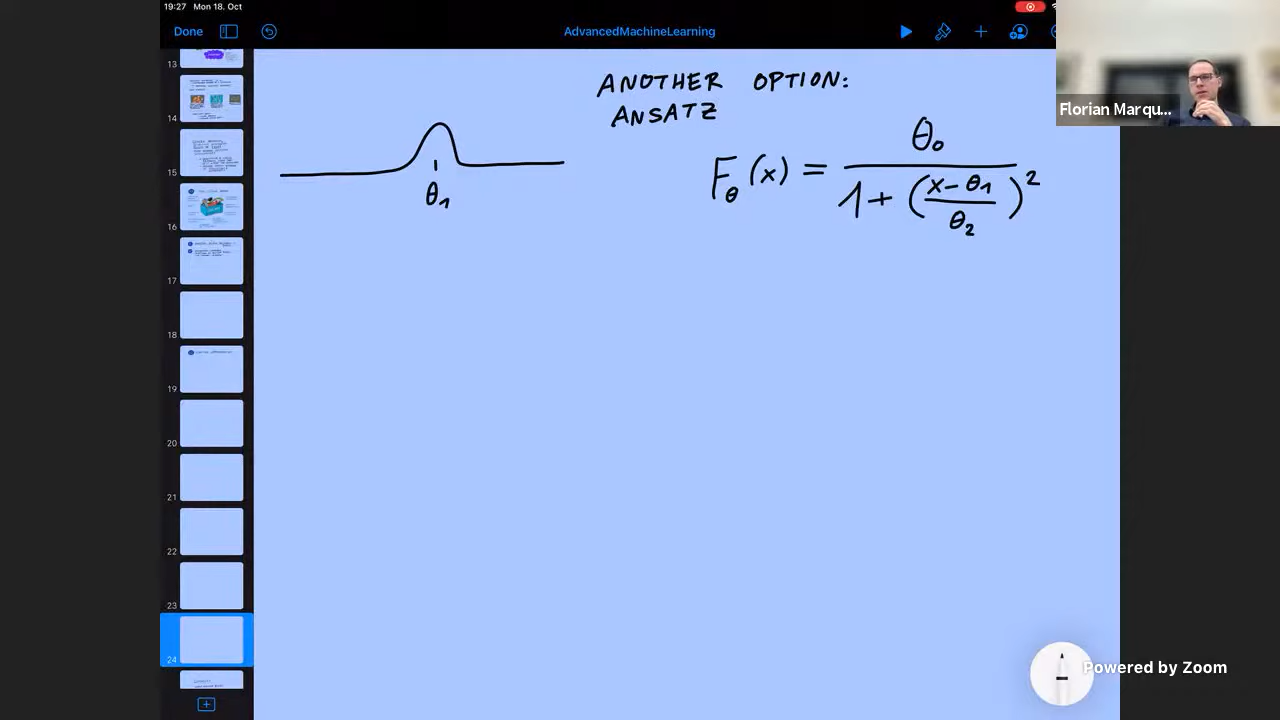 19:27 Mon 18. Oct
Done
AdvancedMachineLearning
ANOTHER OPTION:
ANSATZ
θ1
F_θ(x) = θ0 / (1 + ((x-θ1)/θ2)^2)
Florian Marqu...
13
14
15
16
17
18
19
20
21
22
23
24
Powered by Zoom